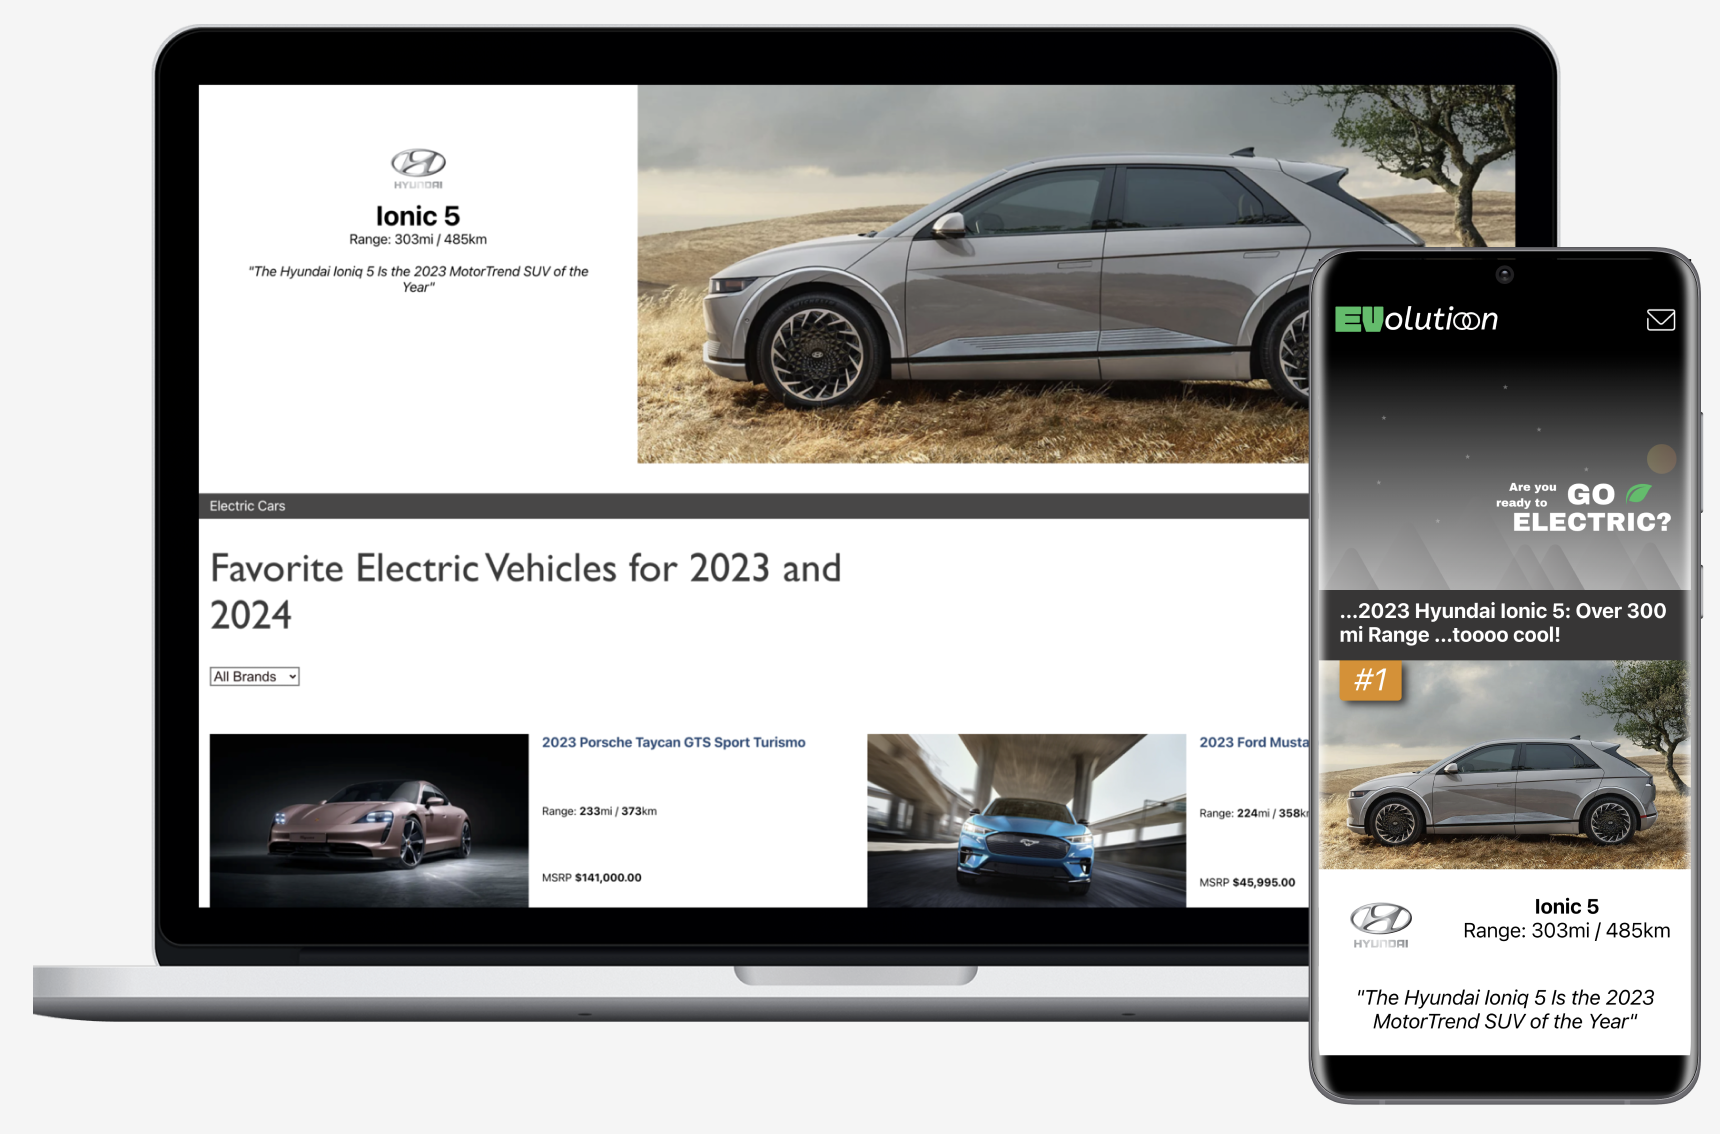 HYUNDAI
Ionic 5
Range: 303mi / 485km
"The Hyundai Ioniq 5 Is the 2023 MotorTrend SUV of the
Year"
Electric Cars
Favorite Electric Vehicles for 2023 and
2024
All Brands
2023 Porsche Taycan GTS Sport Turismo
Range: 233mi / 373km
MSRP $141,000.00
2023 Ford Musta
Range: 224mi / 358k
MSRP $45,995.00
EVolutioon
Are you
ready to
GO
ELECTRIC?
...2023 Hyundai Ionic 5: Over 300
mi Range ...toooo cool!
#1
HYUNDAI
Ionic 5
Range: 303mi / 485km
"The Hyundai Ioniq 5 Is the 2023
MotorTrend SUV of the Year"